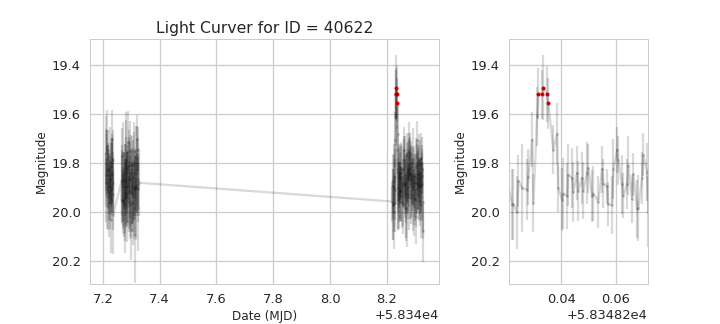 Light Curver for ID = 40622
Magnitude
19.4
19.6
19.8
20.0
20.2
7.2 7.4 7.6 7.8 8.0 8.2
Date (MJD)
+5.834e4
Magnitude
19.4
19.6
19.8
20.0
20.2
0.04 0.06
+5.83482e4